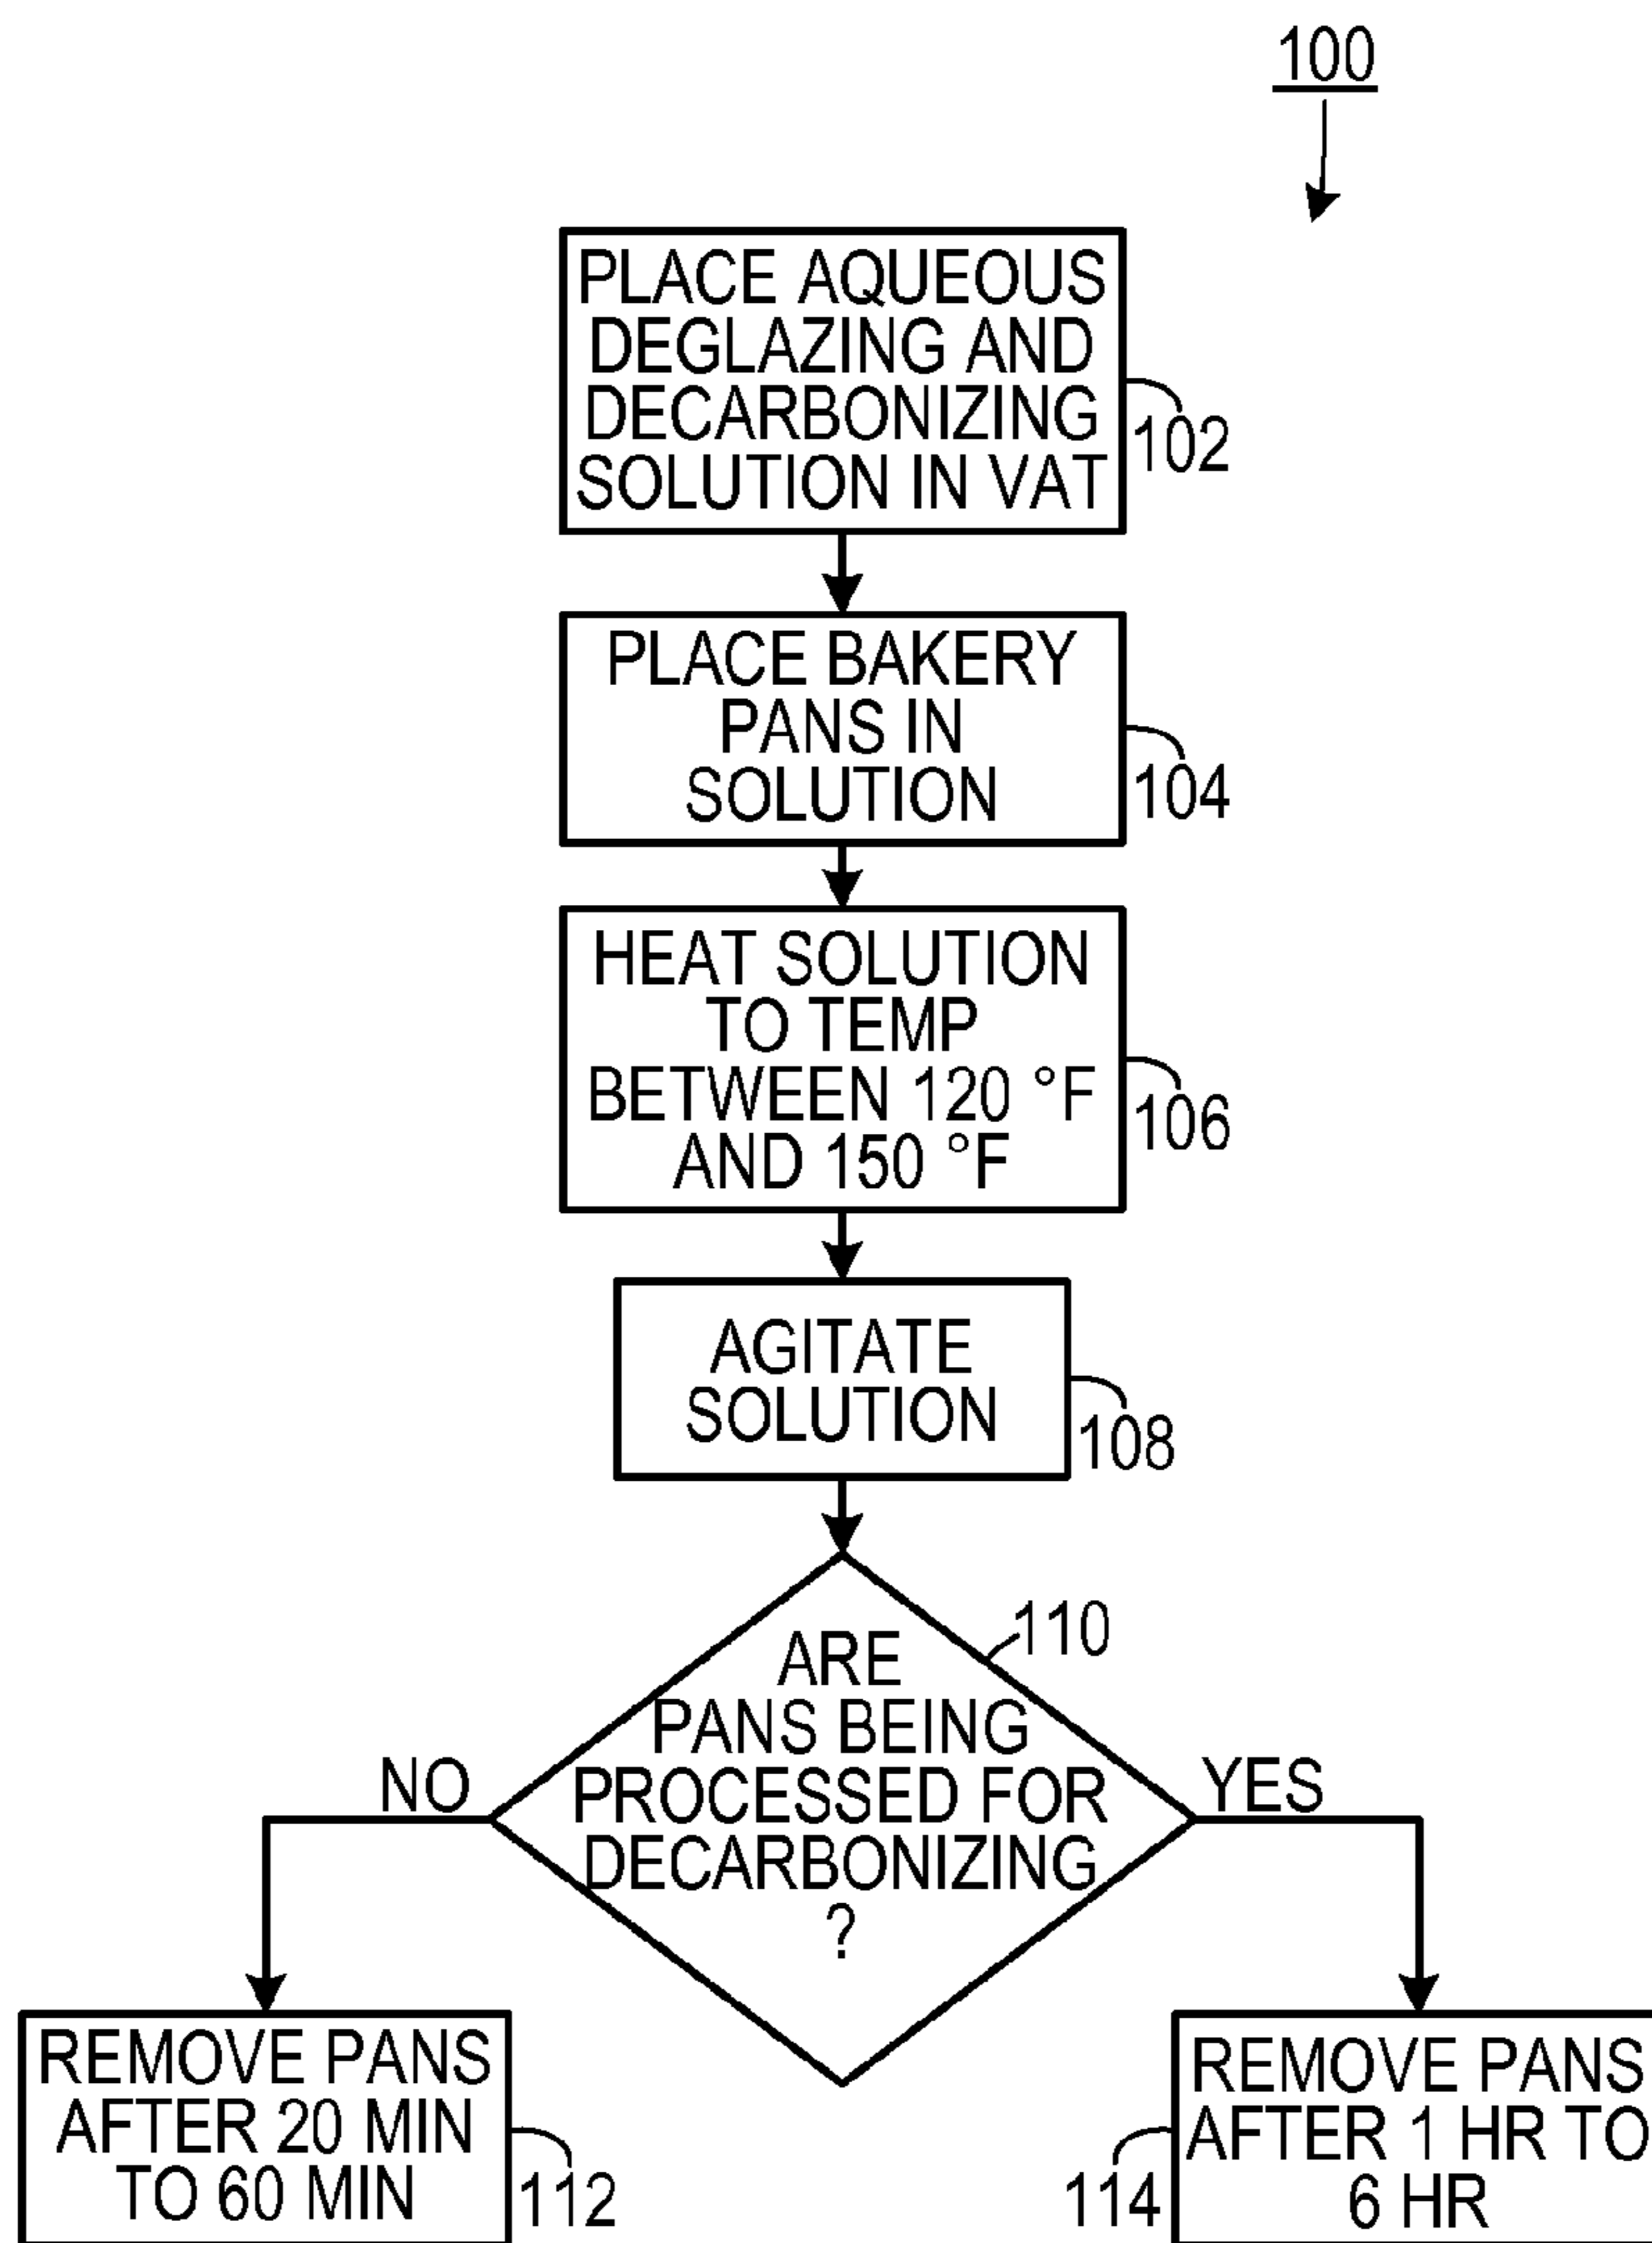 100
PLACE AQUEOUS
DEGLAZING AND
DECARBONIZING
SOLUTION IN VAT
102
PLACE BAKERY
PANS IN
SOLUTION
104
HEAT SOLUTION
TO TEMP
BETWEEN 120 °F
AND 150 °F
106
AGITATE
SOLUTION
108
110
ARE
PANS BEING
PROCESSED FOR
DECARBONIZING
?
NO
YES
REMOVE PANS
AFTER 20 MIN
TO 60 MIN
112
114
REMOVE PANS
AFTER 1 HR TO
6 HR